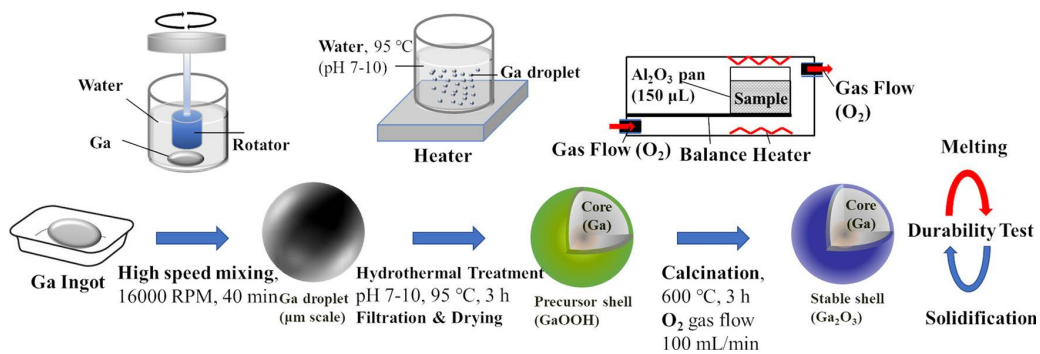 Water
Ga
Rotator
Water, 95 °C
(pH 7-10)
Ga droplet
Heater
Al₂O₃ pan
(150 μL)
Sample
Gas Flow
(O₂)
Gas Flow (O₂)
Balance Heater
Ga Ingot
High speed mixing,
16000 RPM, 40 min
Ga droplet
(μm scale)
Hydrothermal Treatment
pH 7-10, 95 °C, 3 h
Filtration & Drying
Core
(Ga)
Precursor shell
(GaOOH)
Calcination,
600 °C, 3 h
O₂ gas flow
100 mL/min
Core
(Ga)
Stable shell
(Ga₂O₃)
Melting
Durability Test
Solidification